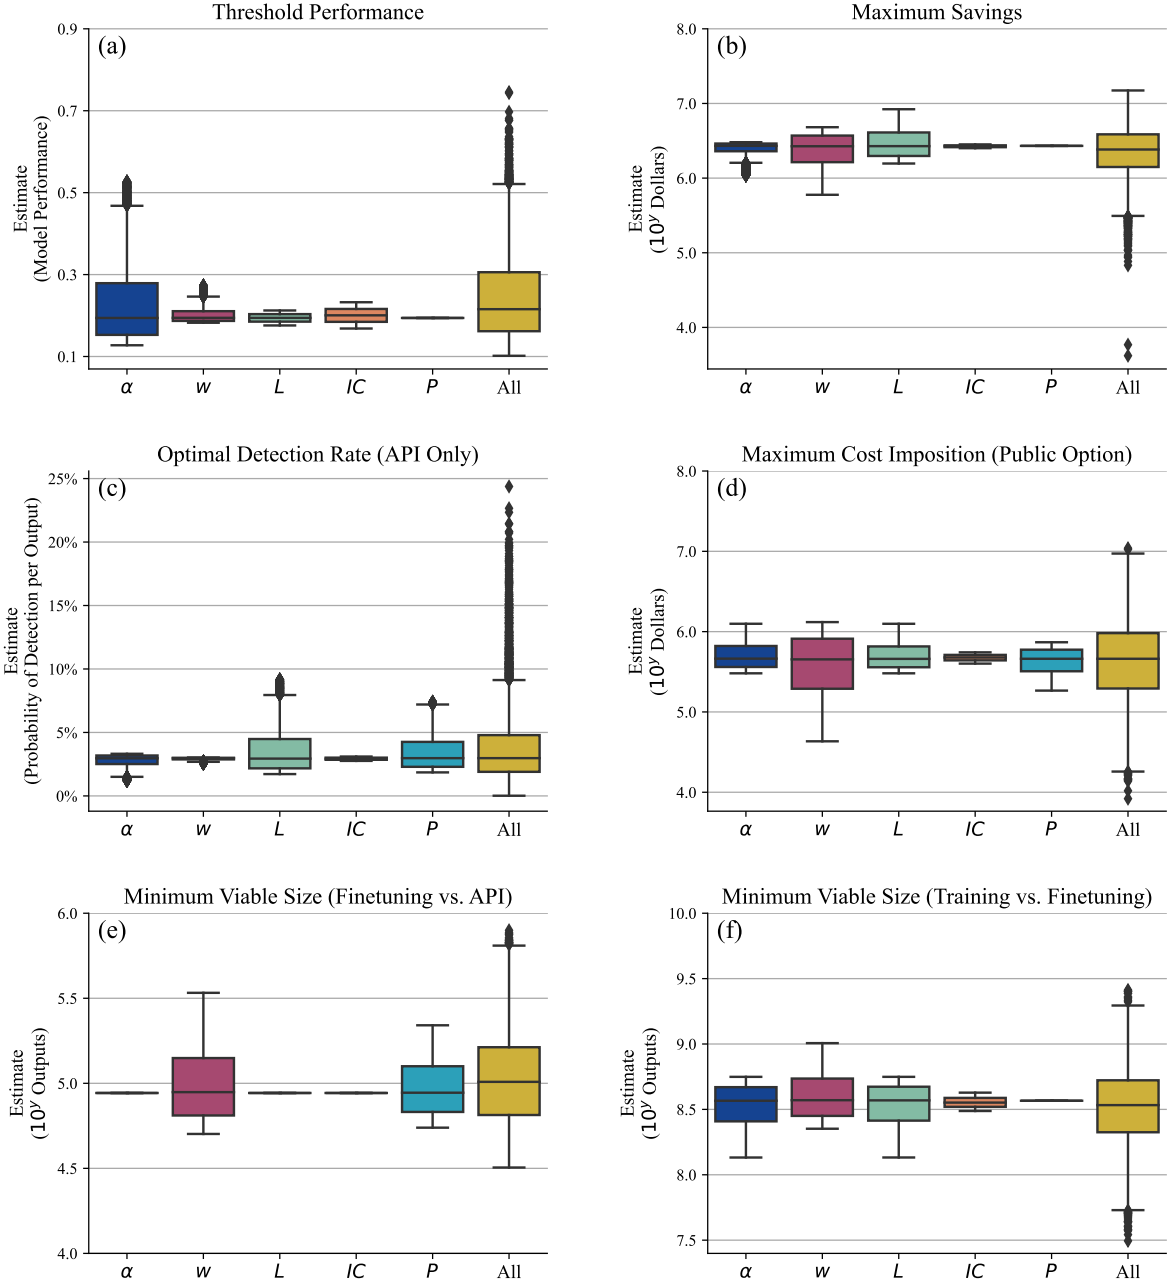 Threshold Performance
(a)
Estimate
(Model Performance)
0.9
0.7
0.5
0.3
0.1
α w L IC P All
Maximum Savings
(b)
Estimate
(10^y Dollars)
8.0
7.0
6.0
5.0
4.0
α w L IC P All
Optimal Detection Rate (API Only)
(c)
Estimate
(Probability of Detection per Output)
25%
20%
15%
10%
5%
0%
α w L IC P All
Maximum Cost Imposition (Public Option)
(d)
Estimate
(10^y Dollars)
8.0
7.0
6.0
5.0
4.0
α w L IC P All
Minimum Viable Size (Finetuning vs. API)
(e)
Estimate
(10^y Outputs)
6.0
5.5
5.0
4.5
4.0
α w L IC P All
Minimum Viable Size (Training vs. Finetuning)
(f)
Estimate
(10^y Outputs)
10.0
9.5
9.0
8.5
8.0
7.5
α w L IC P All